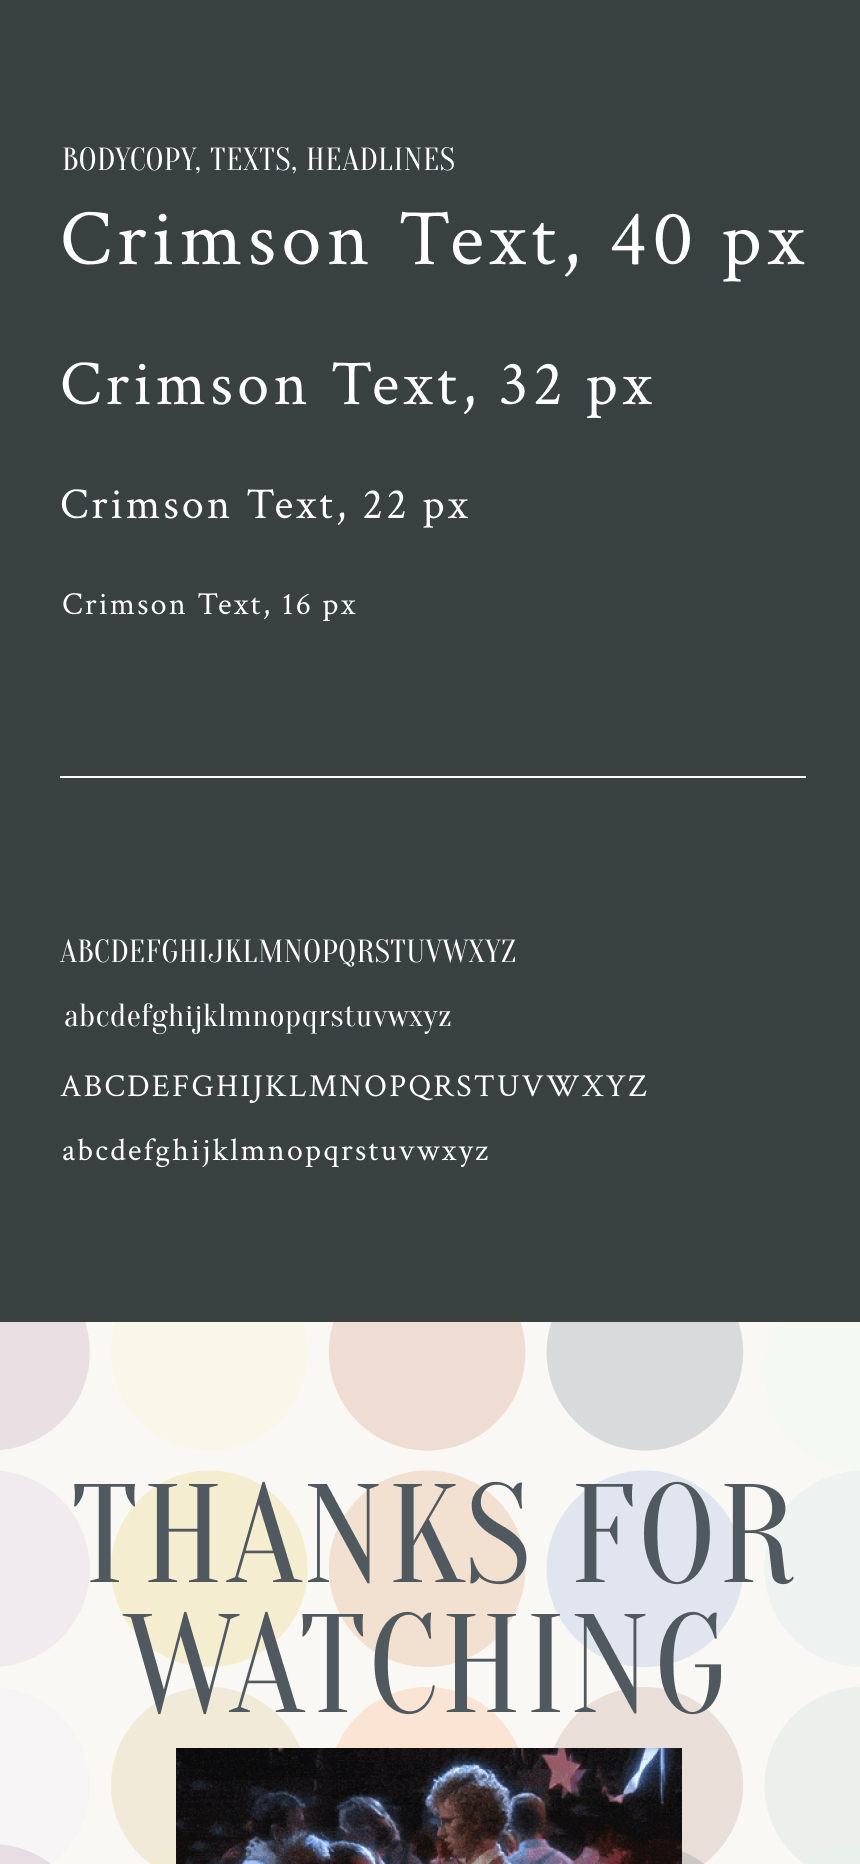 BODYCOPY, TEXTS, HEADLINES
Crimson Text, 40 px
Crimson Text, 32 px
Crimson Text, 22 px
Crimson Text, 16 px
ABCDEFGHIJKLMNOPQRSTUVWXYZ
abcdefghijklmnopqrstuvwxyz
ABCDEFGHIJKLMNOPQRSTUVWXYZ
abcdefghijklmnopqrstuvwxyz
THANKS FOR
WATCHING